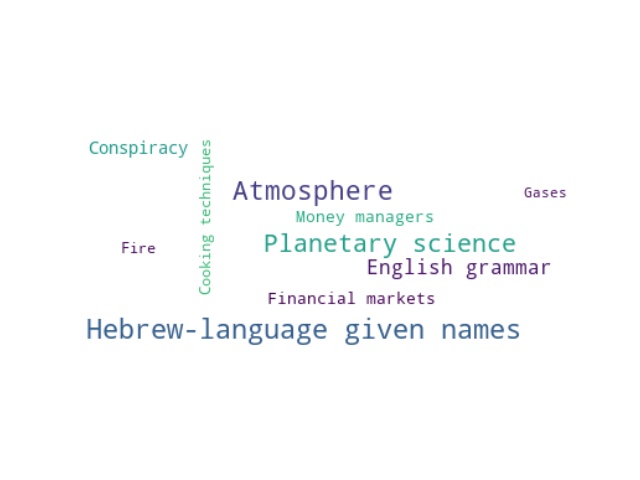 Conspiracy
Cooking techniques
Atmosphere
Gases
Money managers
Fire
Planetary science
English grammar
Financial markets
Hebrew-language given names